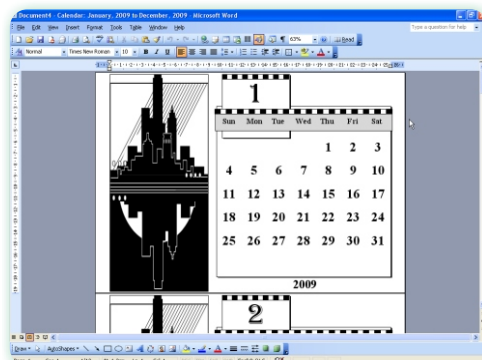 Document4 - Calendar: January, 2009 to December, 2009 - Microsoft Word
File Edit View Insert Format Tools Table Window Help
Type a question for help
63%
Read
Normal
Times New Roman
10
B I U
1
Sun Mon Tue Wed Thu Fri Sat
1 2 3
4 5 6 7 8 9 10
11 12 13 14 15 16 17
18 19 20 21 22 23 24
25 26 27 28 29 30 31
2009
2
Draw AutoShapes